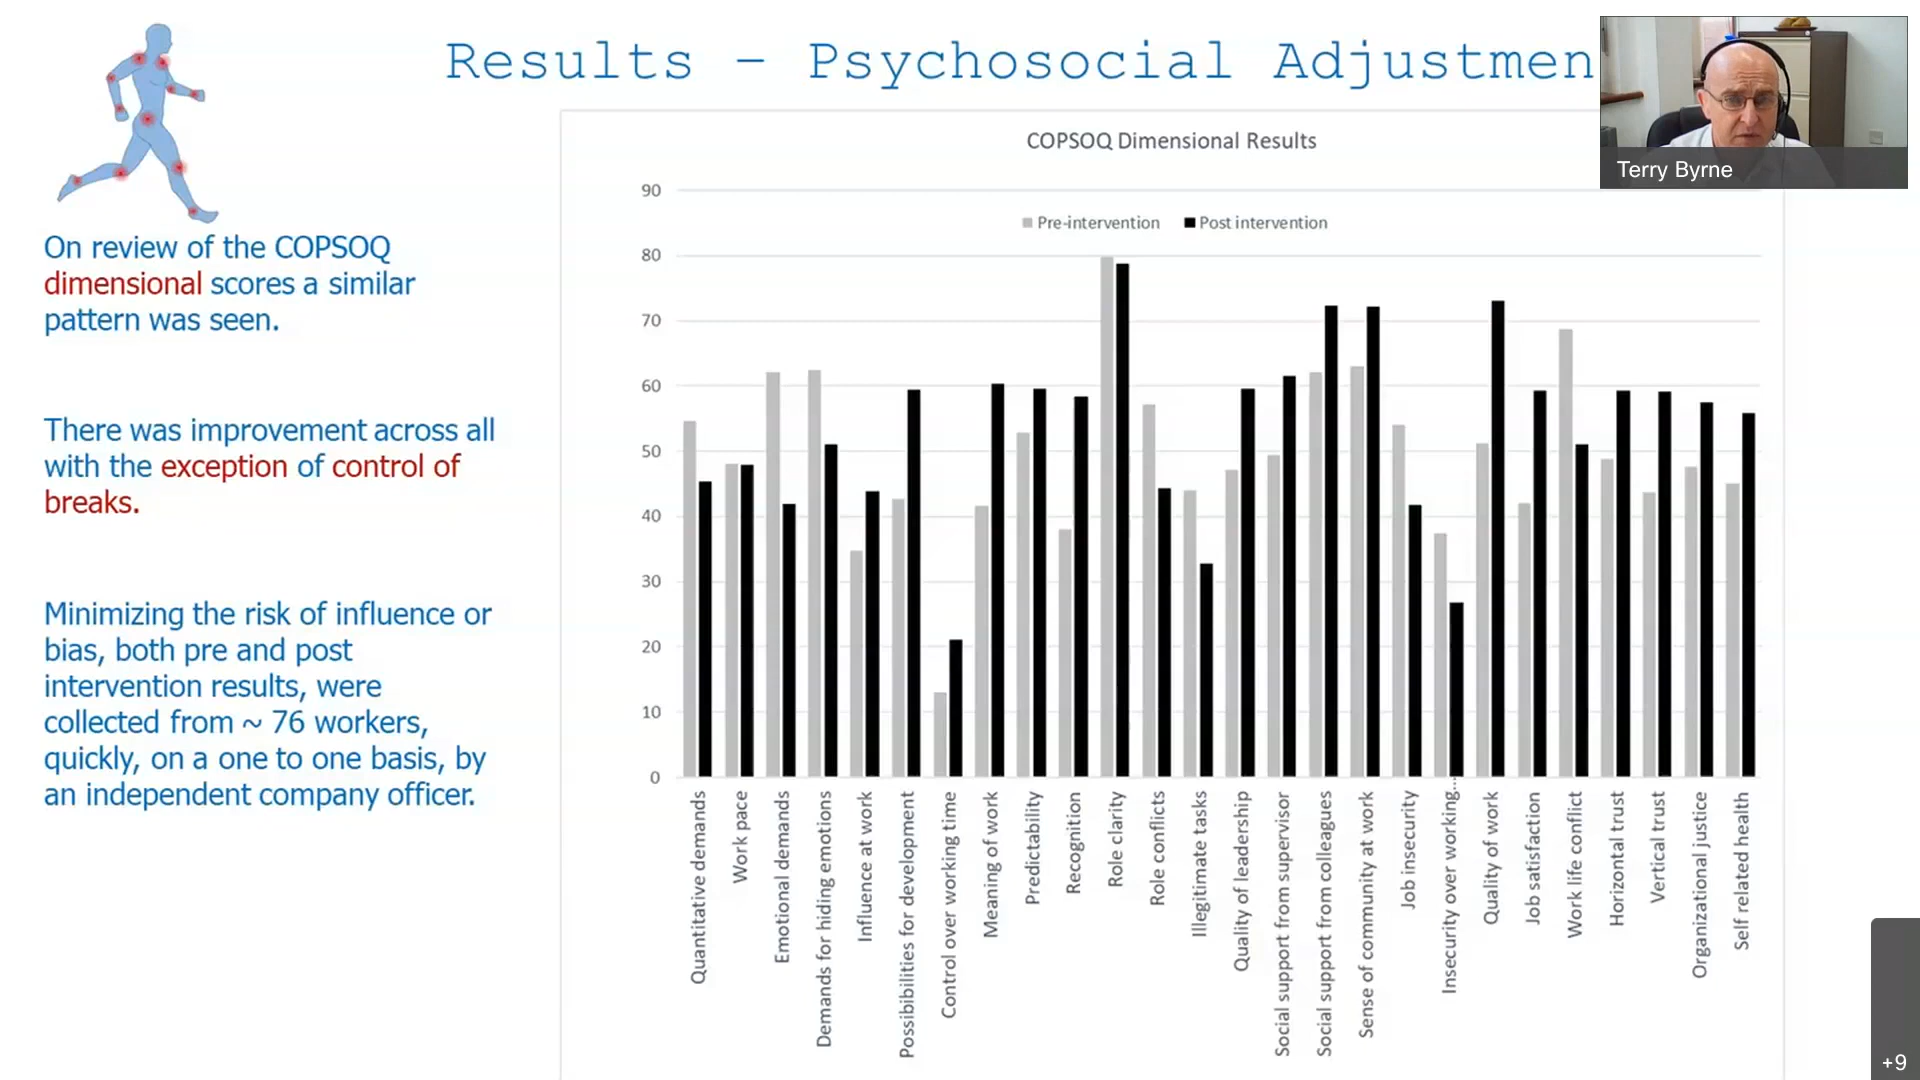 Results – Psychosocial Adjustmen
Terry Byrne
On review of the COPSOQ
dimensional scores a similar
pattern was seen.
There was improvement across all
with the exception of control of
breaks.
Minimizing the risk of influence or
bias, both pre and post
intervention results, were
collected from ~ 76 workers,
quickly, on a one to one basis, by
an independent company officer.
COPSOQ Dimensional Results
Pre-intervention
Post intervention
90
80
70
60
50
40
30
20
10
0
Quantitative demands
Work pace
Emotional demands
Demands for hiding emotions
Influence at work
Possibibilities for development
Control over working time
Meaning of work
Predictability
Recognition
Role clarity
Role conflicts
Illegitimate tasks
Quality of leadership
Social support from supervisor
Social support from colleagues
Sense of community at work
Job insecurity
Insecurity over working...
Quality of work
Job satisfaction
Work life conflict
Horizontal trust
Vertical trust
Organizational justice
Self related health
+9